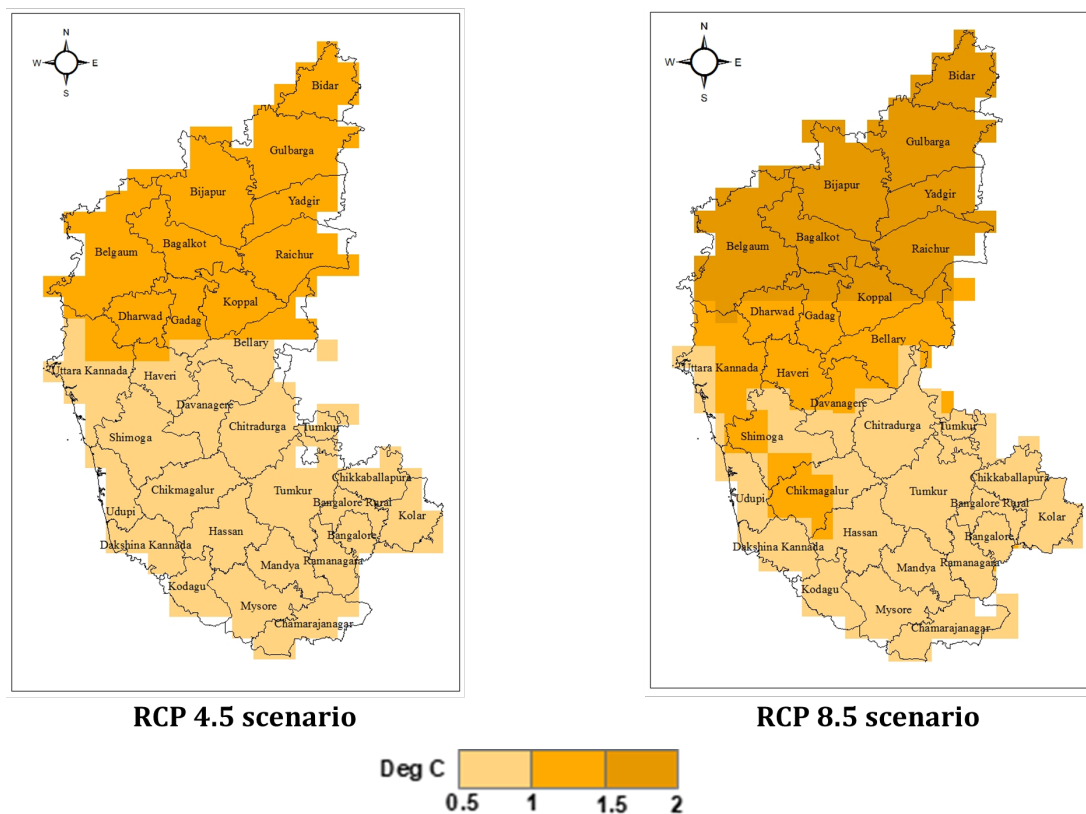 N
W E
S
Bidar
Gulbarga
Bijapur
Yadgir
Bagalkot
Belgaum
Raichur
Koppal
Dharwad
Gadag
Bellary
Uttara Kannada
Haveri
Davanagere
Chitradurga
Tumkur
Shimoga
Chikkaballapura
Chikmagalur
Tumkur
Bangalore Rural
Udupi
Kolar
Hassan
Bangalore
Dakshina Kannada
Mandya
Ramanagara
Kodagu
Mysore
Chamarajanagar
RCP 4.5 scenario
N
W E
S
Bidar
Gulbarga
Bijapur
Yadgir
Bagalkot
Belgaum
Raichur
Koppal
Dharwad
Gadag
Bellary
Uttara Kannada
Haveri
Davanagere
Chitradurga
Tumkur
Shimoga
Chikkaballapura
Chikmagalur
Tumkur
Udupi
Bangalore Rural
Kolar
Hassan
Bangalore
Dakshina Kannada
Mandya
Ramanagara
Kodagu
Mysore
Chamarajanagar
RCP 8.5 scenario
Deg C
0.5 1 1.5 2